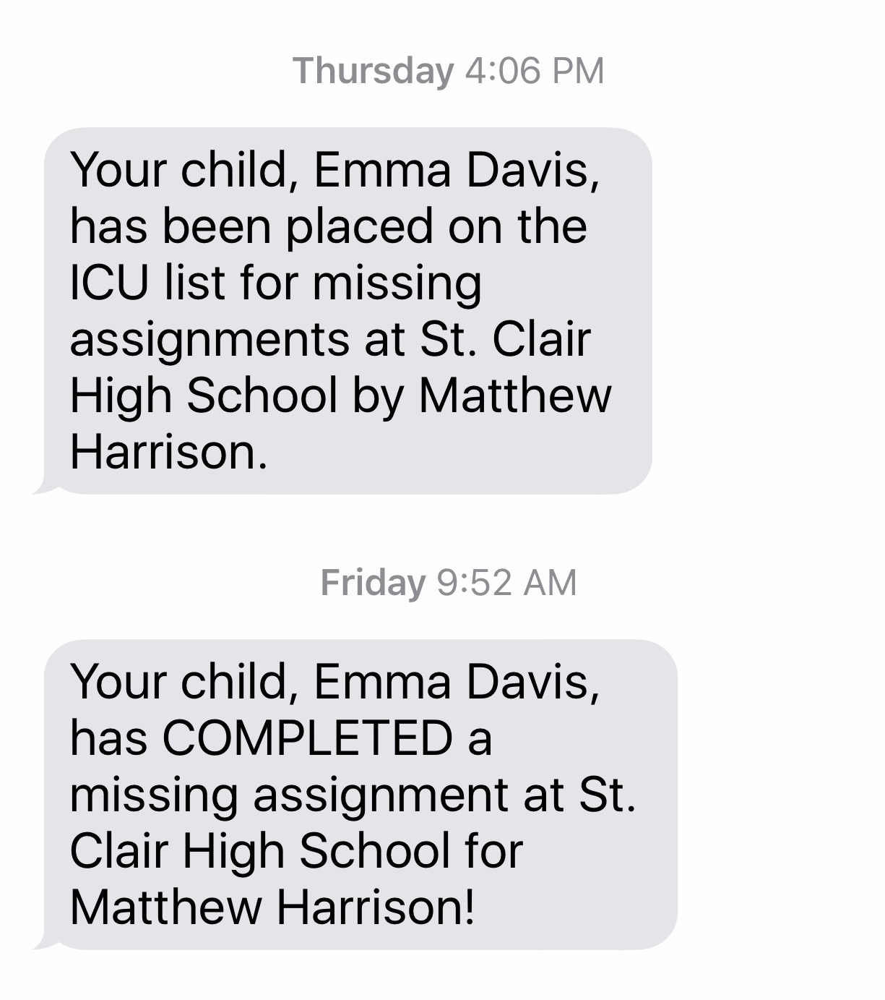 Thursday 4:06 PM
Your child, Emma Davis,
has been placed on the
ICU list for missing
assignments at St. Clair
High School by Matthew
Harrison.
Friday 9:52 AM
Your child, Emma Davis,
has COMPLETED a
missing assignment at St.
Clair High School for
Matthew Harrison!